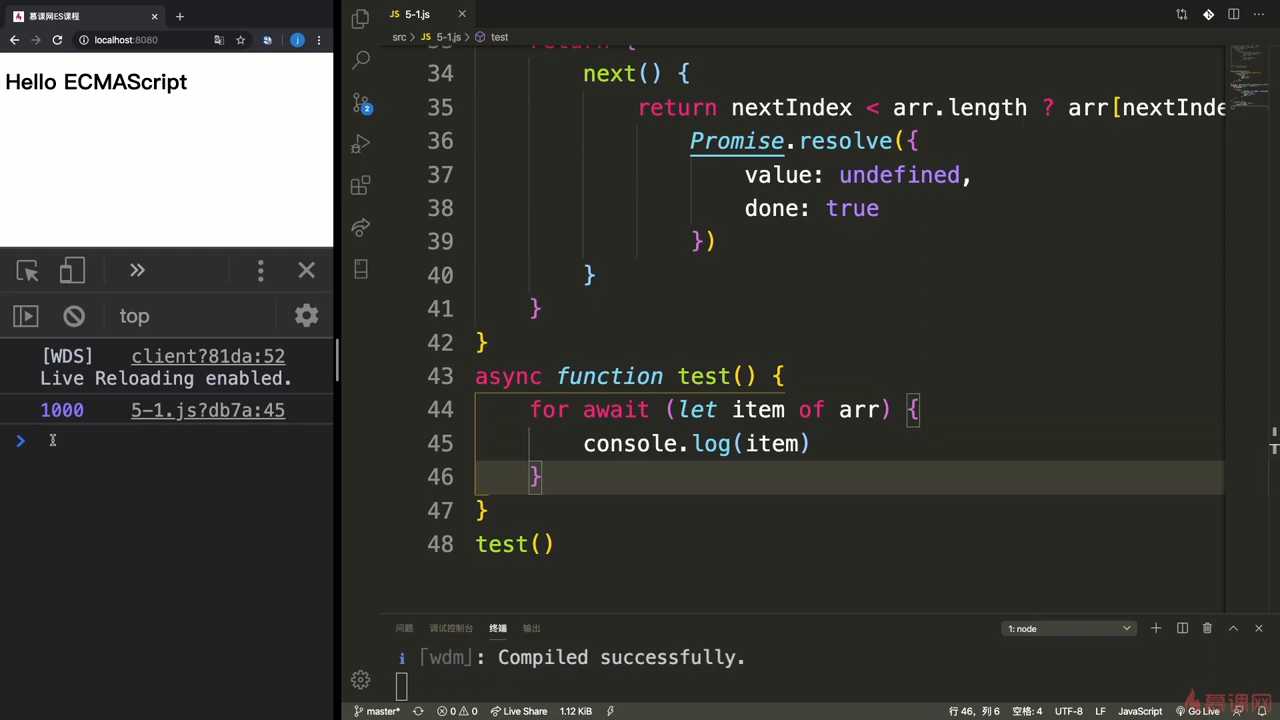 慕课网ES课程
localhost:8080
Hello ECMAScript
top
[WDS] client?81da:52
Live Reloading enabled.
1000 5-1.js?db7a:45
5-1.js
src > JS 5-1.js > test
2
34 next() {
35 return nextIndex < arr.length ? arr[nextInde
36 Promise.resolve({
37 value: undefined,
38 done: true
39 })
40 }
41 }
42 }
43 async function test() {
44 for await (let item of arr) {
45 console.log(item)
46 }
47 }
48 test()
问题 调试控制台 终端 输出 1: node
i ｢wdm｣: Compiled successfully.
master* 0 0 Live Share 1.12 KiB 行 46, 列 6 空格: 4 UTF-8 LF JavaScript Go Live
慕课网